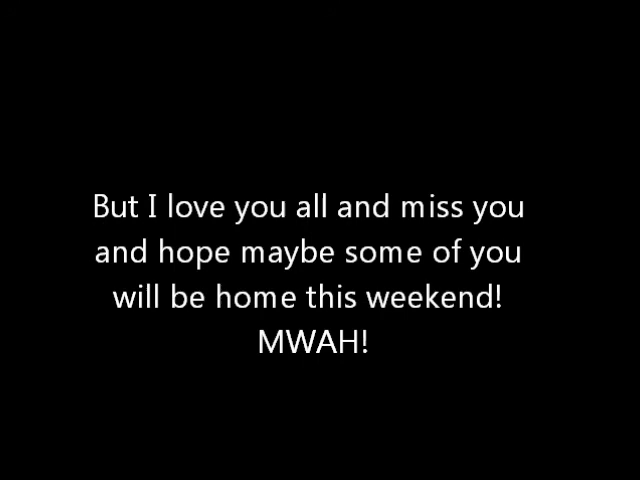 But I love you all and miss you
and hope maybe some of you
will be home this weekend!
MWAH!